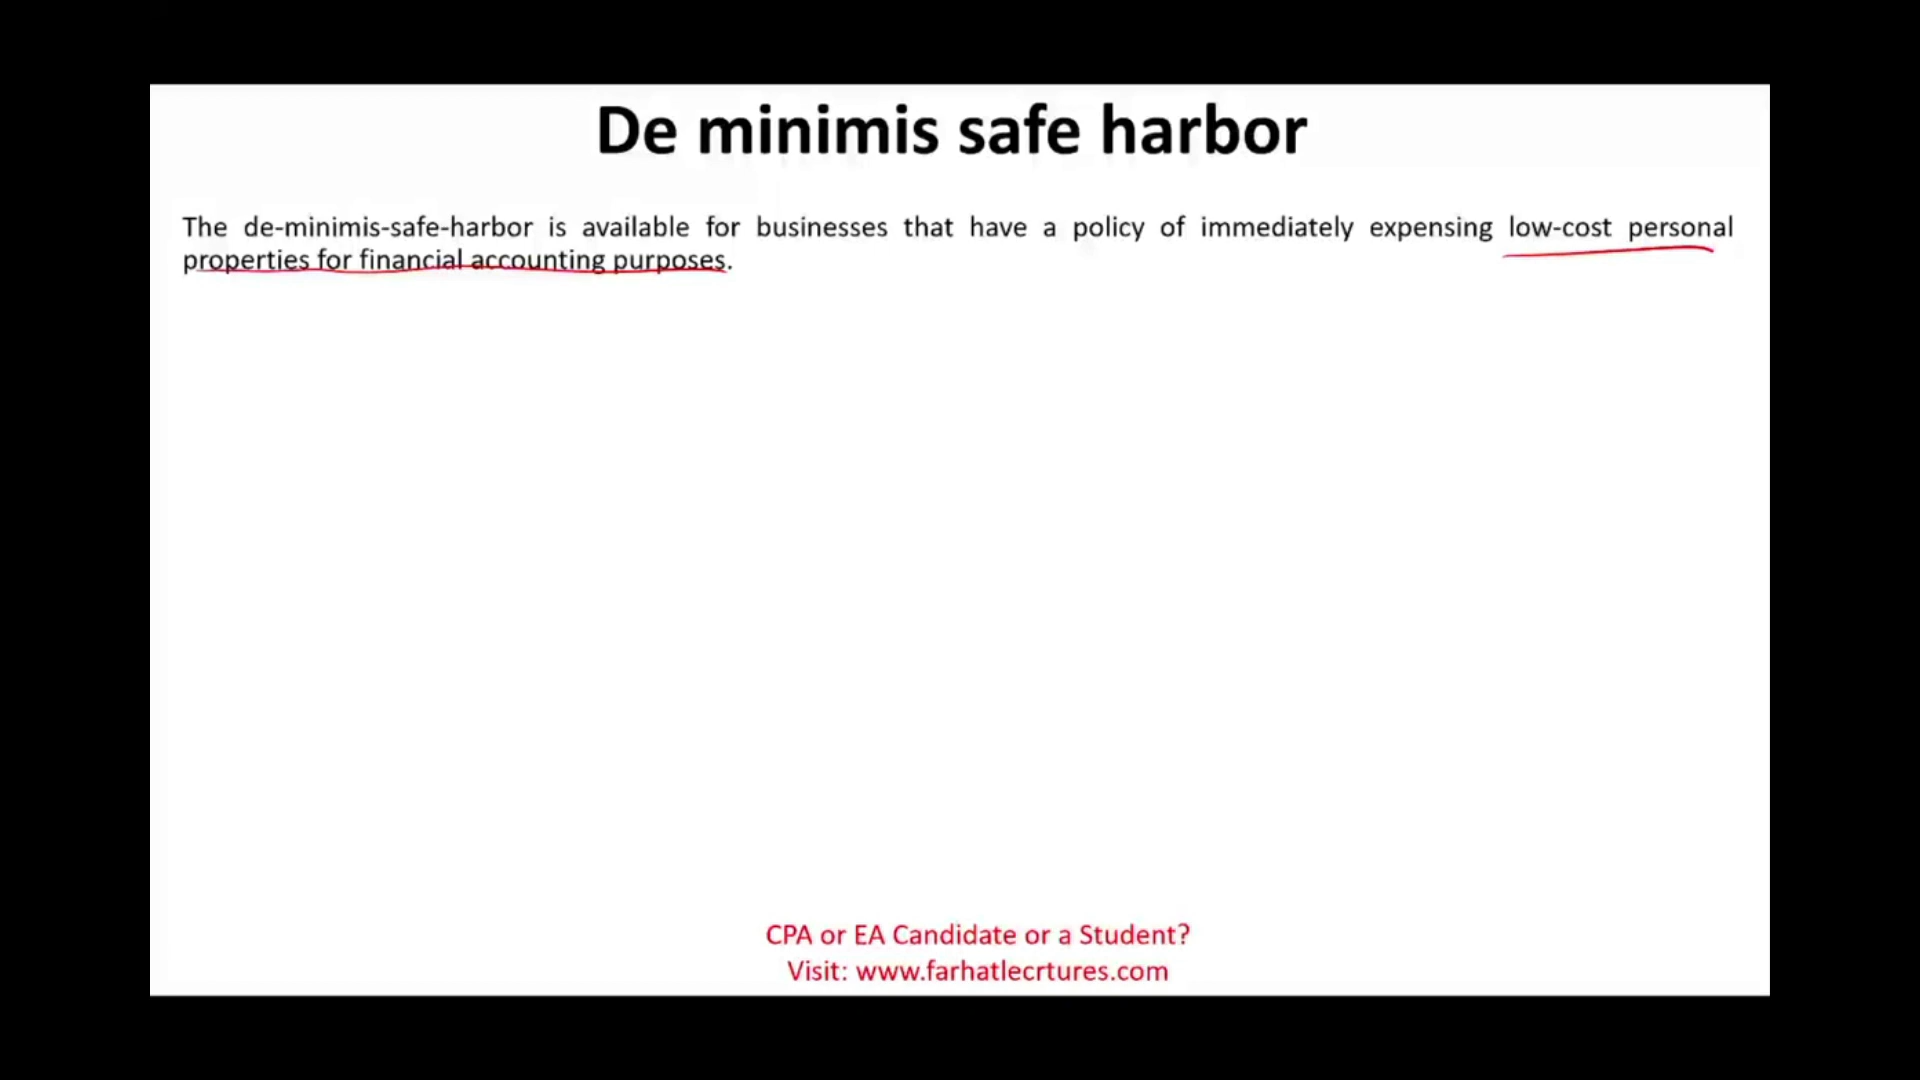 De minimis safe harbor
The de-minimis-safe-harbor is available for businesses that have a policy of immediately expensing low-cost personal
properties for financial accounting purposes.
CPA or EA Candidate or a Student?
Visit: www.farhatlecrtures.com